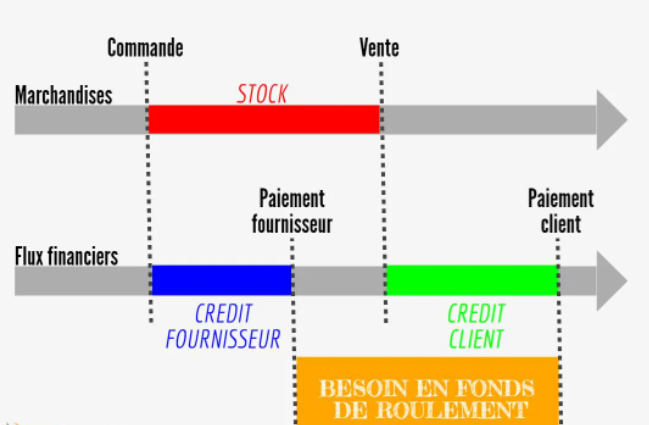 Commande
Vente
Marchandises
STOCK
Paiement
fournisseur
Paiement
client
Flux financiers
CREDIT
FOURNISSEUR
CREDIT
CLIENT
BESOIN EN FONDS
DE ROULEMENT